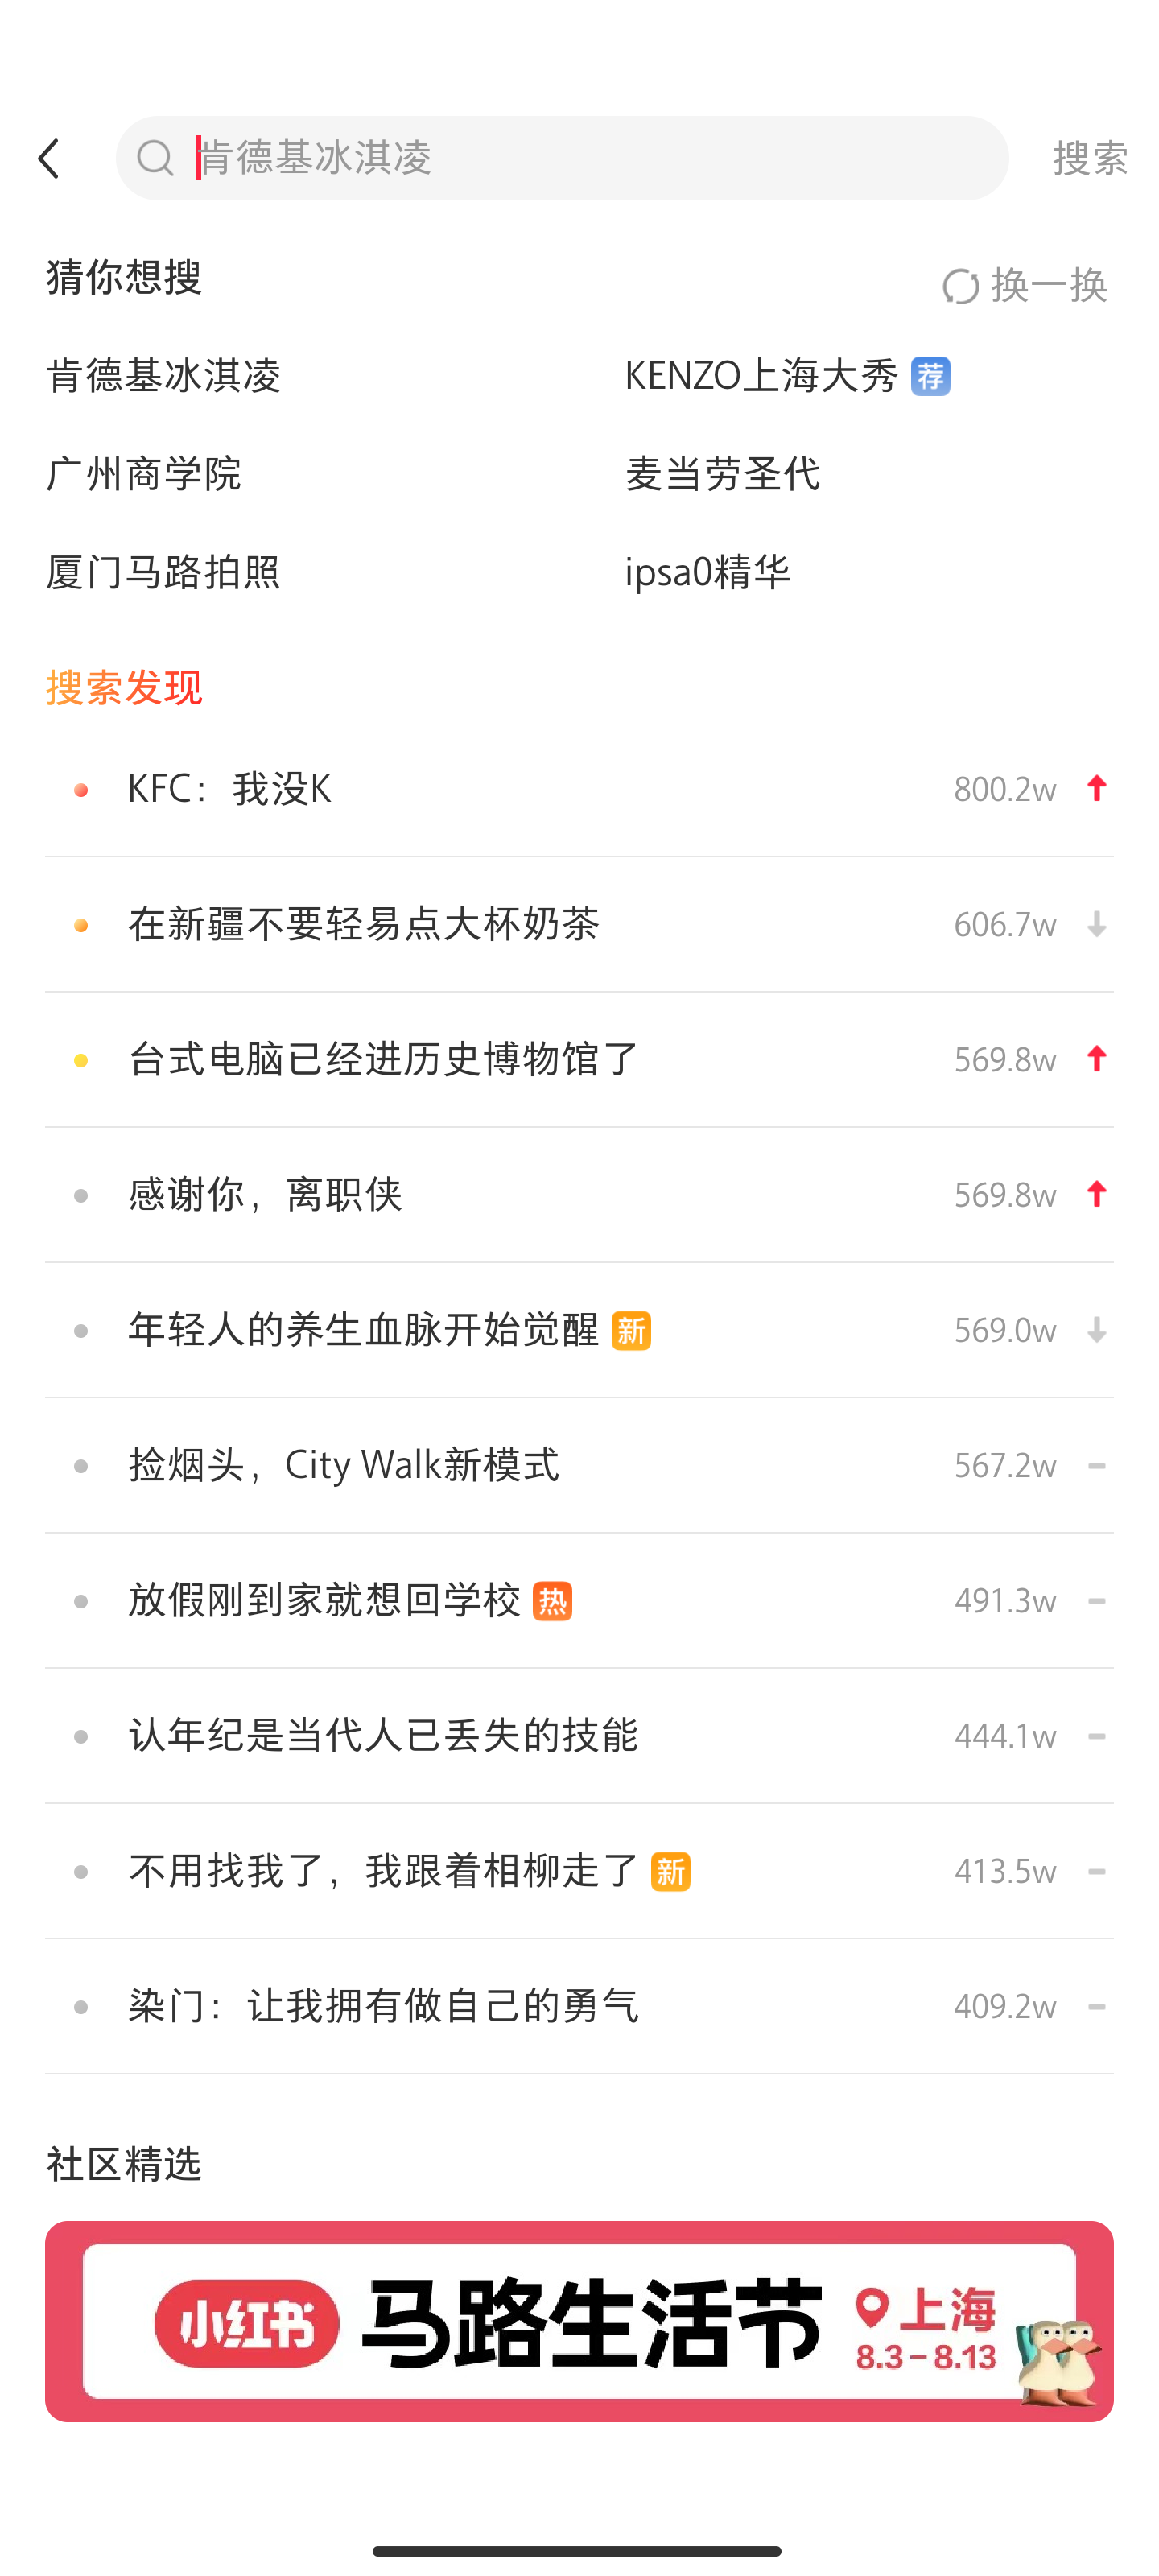 肯德基冰淇凌 搜索
猜你想搜 换一换
肯德基冰淇凌 KENZO上海大秀 荐
广州商学院 麦当劳圣代
厦门马路拍照 ipsa0精华
搜索发现
KFC：我没K 800.2w
在新疆不要轻易点大杯奶茶 606.7w
台式电脑已经进历史博物馆了 569.8w
感谢你，离职侠 569.8w
年轻人的养生血脉开始觉醒 新 569.0w
捡烟头，City Walk新模式 567.2w
放假刚到家就想回学校 热 491.3w
认年纪是当代人已丢失的技能 444.1w
不用找我了，我跟着相柳走了 新 413.5w
染门：让我拥有做自己的勇气 409.2w
社区精选
小红书 马路生活节 上海
8.3-8.13